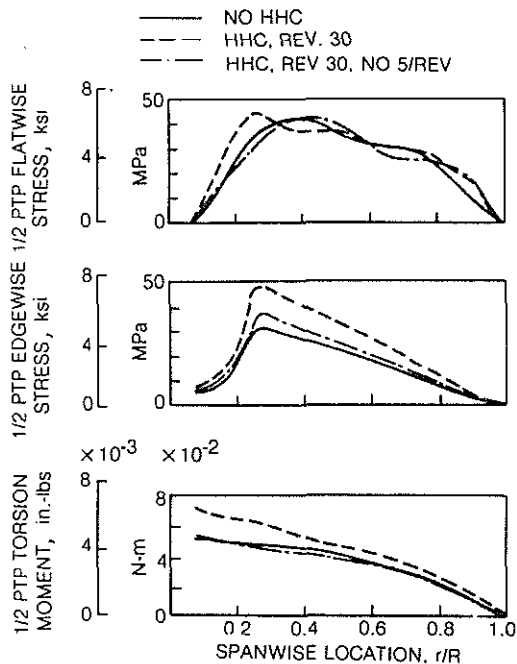 NO HHC
HHC, REV. 30
HHC, REV 30, NO 5/REV
1/2 PTP FLATWISE
STRESS, ksi
8
4
0
MPa
50
0
1/2 PTP EDGEWISE
STRESS, ksi
8
4
0
MPa
50
0
1/2 PTP TORSION
MOMENT, in.-lbs
× 10-3
8
4
0
× 10-2
N-m
8
4
0
0 2 0.4 0.6 0.8 1.0
SPANWISE LOCATION, r/R